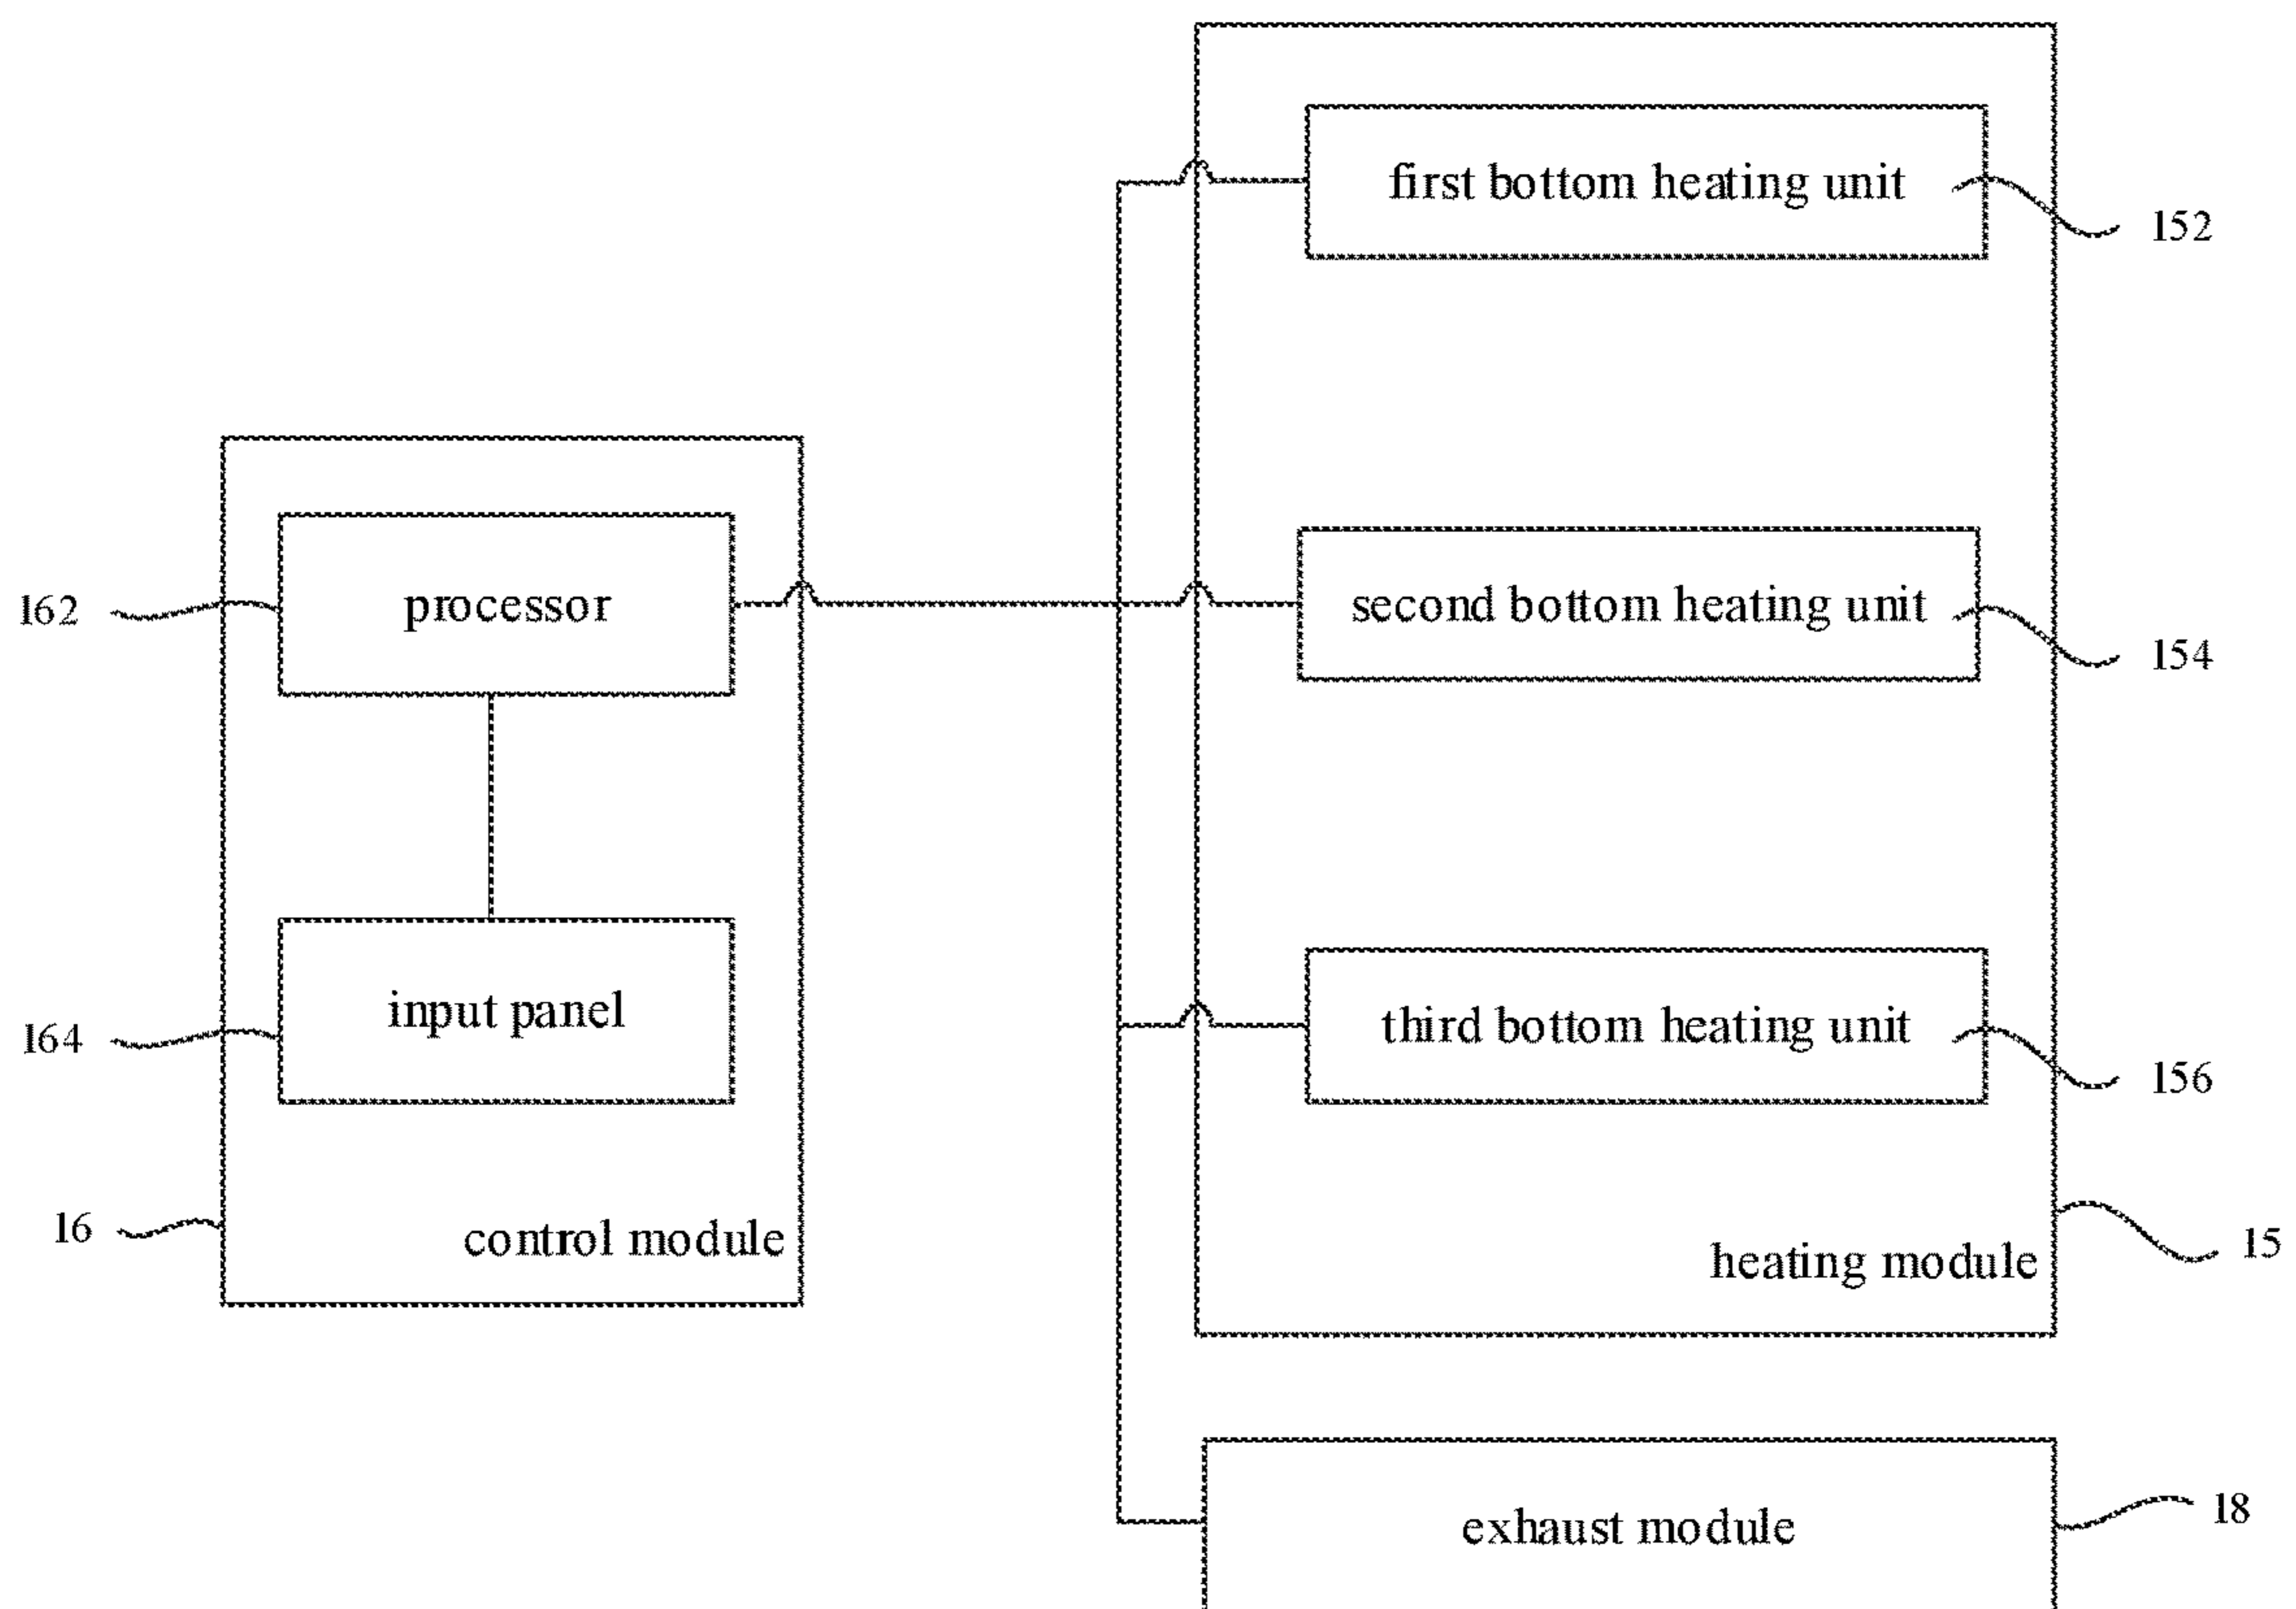 first bottom heating unit
152
162
processor
second bottom heating unit
154
164
input panel
third bottom heating unit
156
16
control module
heating module
15
exhaust module
18